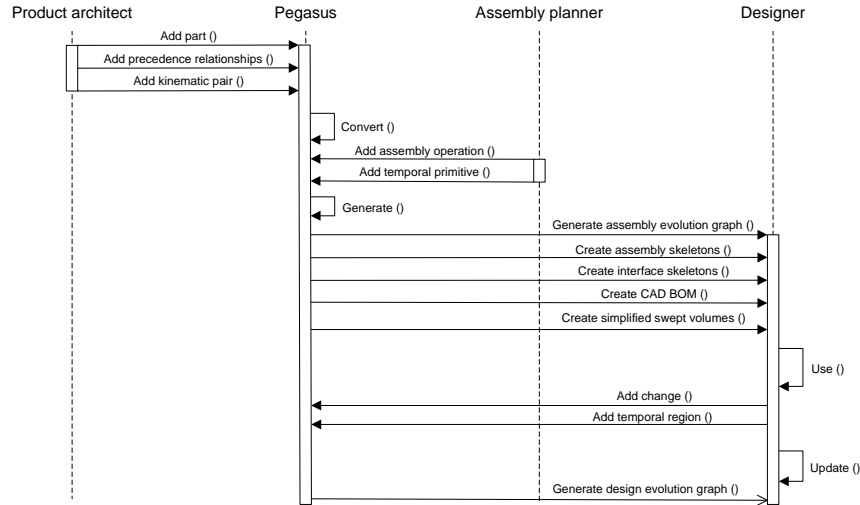 Product architect
Pegasus
Assembly planner
Designer
Add part ()
Add precedence relationships ()
Add kinematic pair ()
Convert ()
Add assembly operation ()
Add temporal primitive ()
Generate ()
Generate assembly evolution graph ()
Create assembly skeletons ()
Create interface skeletons ()
Create CAD BOM ()
Create simplified swept volumes ()
Use ()
Add change ()
Add temporal region ()
Update ()
Generate design evolution graph ()